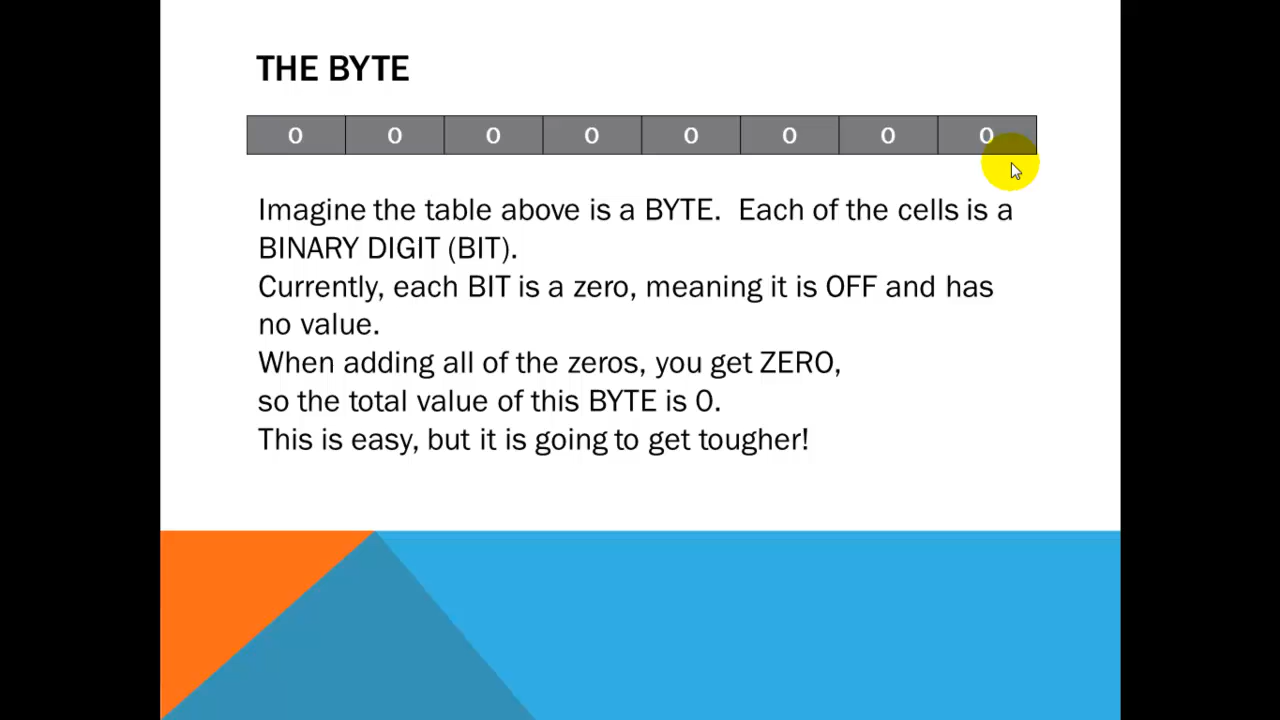 THE BYTE
0 0 0 0 0 0 0 0
Imagine the table above is a BYTE.  Each of the cells is a
BINARY DIGIT (BIT).
Currently, each BIT is a zero, meaning it is OFF and has
no value.
When adding all of the zeros, you get ZERO,
so the total value of this BYTE is 0.
This is easy, but it is going to get tougher!